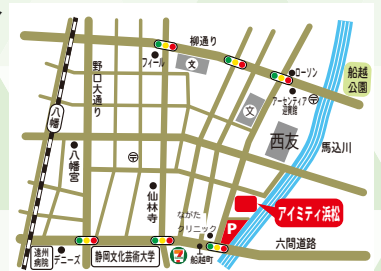 柳通り
野口大通り
フィール
文
ローソン
船越
公園
アーセンティア
迎賓館
〒
八幡
文
西友
馬込川
八幡宮
〒
仙林寺
アイミティ浜松
ながた
クリニック
P
六間道路
遠州
病院
デニーズ
静岡文化芸術大学
7
船越町